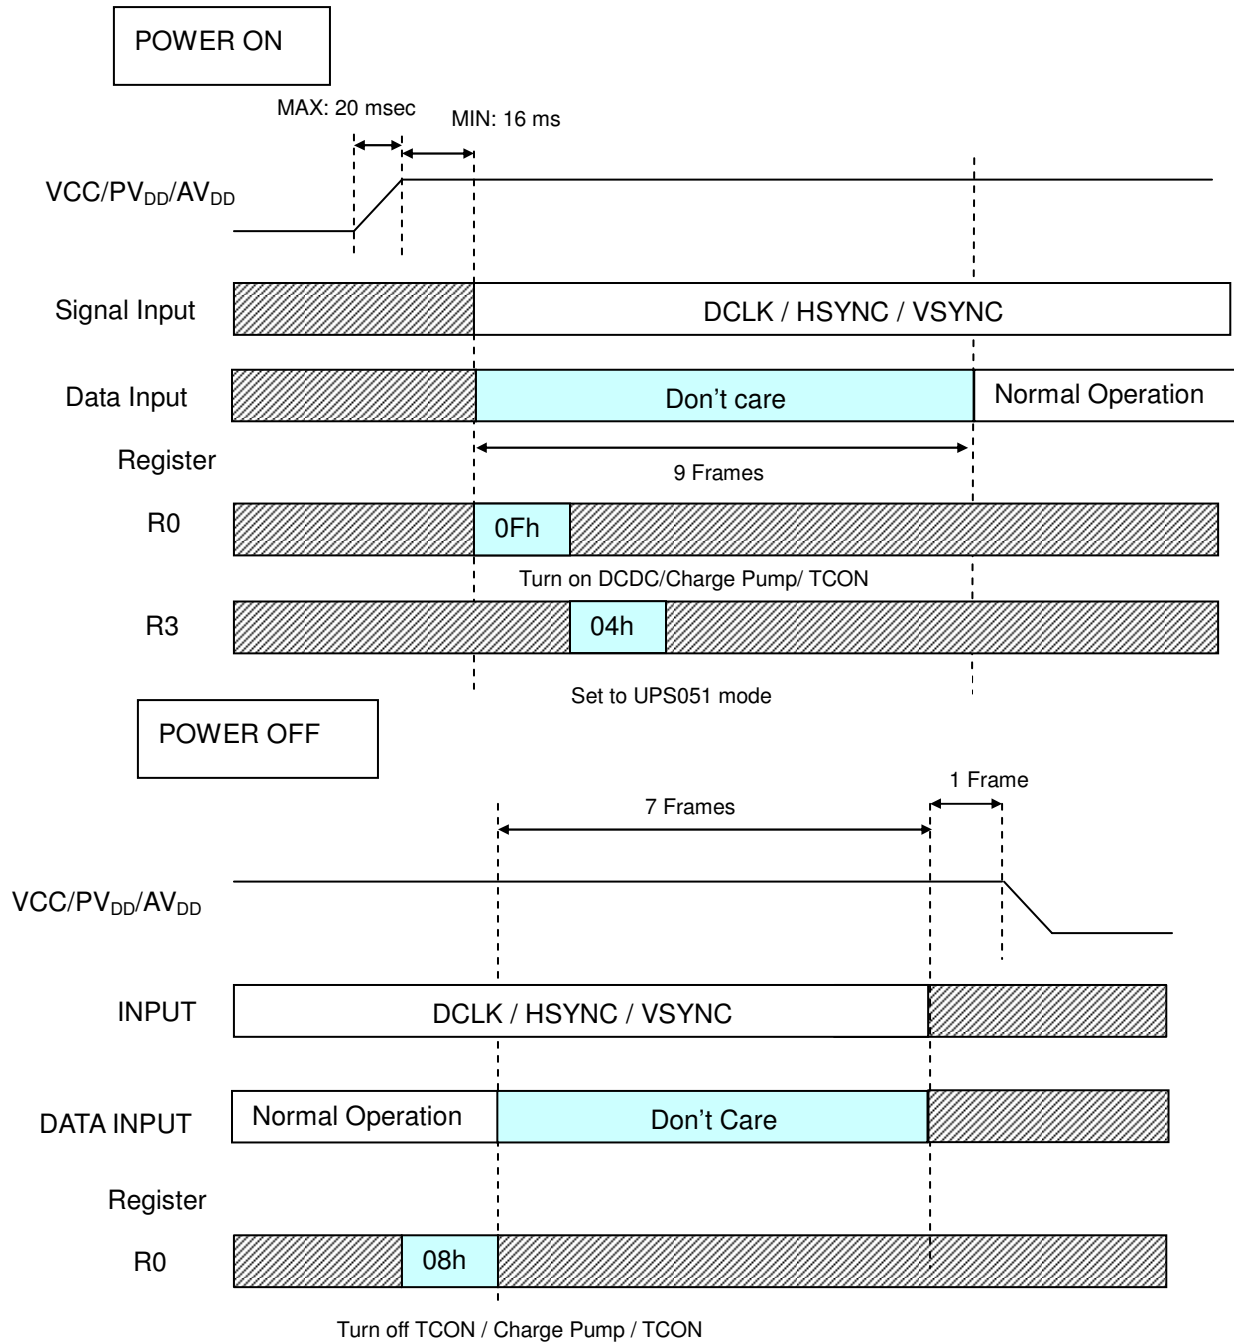 POWER ON
MAX: 20 msec
MIN: 16 ms
VCC/PVDD/AVDD
Signal Input
DCLK / HSYNC / VSYNC
Data Input
Don't care
Normal Operation
Register
9 Frames
R0
0Fh
Turn on DCDC/Charge Pump/ TCON
R3
04h
Set to UPS051 mode
POWER OFF
1 Frame
7 Frames
VCC/PVDD/AVDD
INPUT
DCLK / HSYNC / VSYNC
DATA INPUT
Normal Operation
Don't Care
Register
R0
08h
Turn off TCON / Charge Pump / TCON